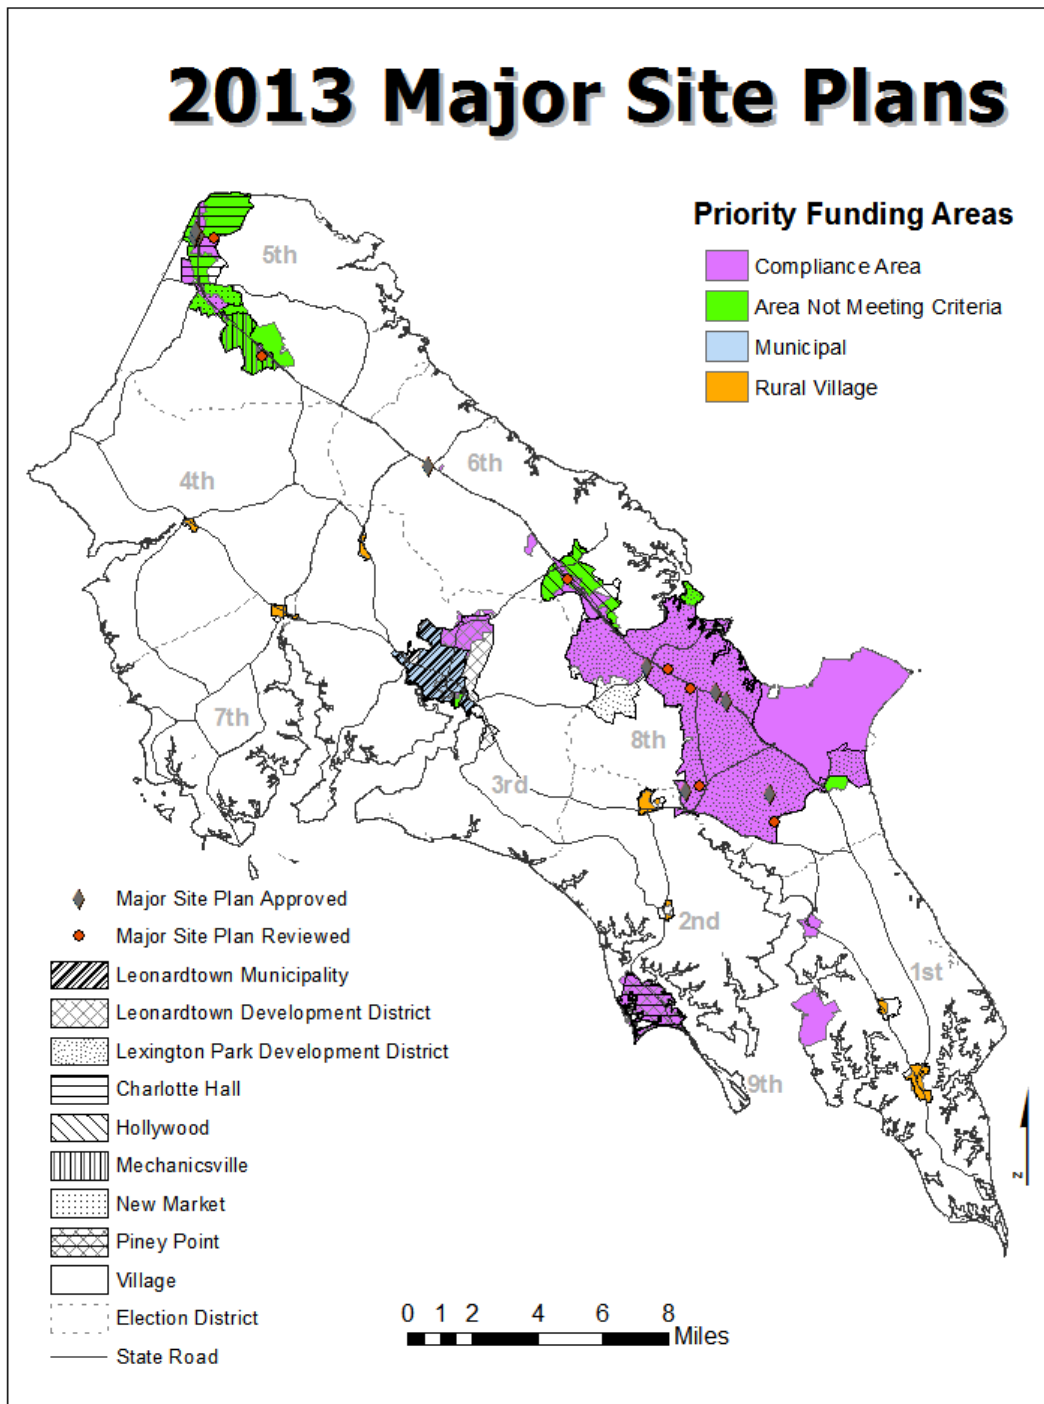 2013 Major Site Plans
Priority Funding Areas
Compliance Area
Area Not Meeting Criteria
Municipal
Rural Village
5th
6th
4th
7th
8th
3rd
2nd
1st
9th
Major Site Plan Approved
Major Site Plan Reviewed
Leonardtown Municipality
Leonardtown Development District
Lexington Park Development District
Charlotte Hall
Hollywood
Mechanicsville
New Market
Piney Point
Village
Election District
State Road
0 1 2 4 6 8
Miles
N